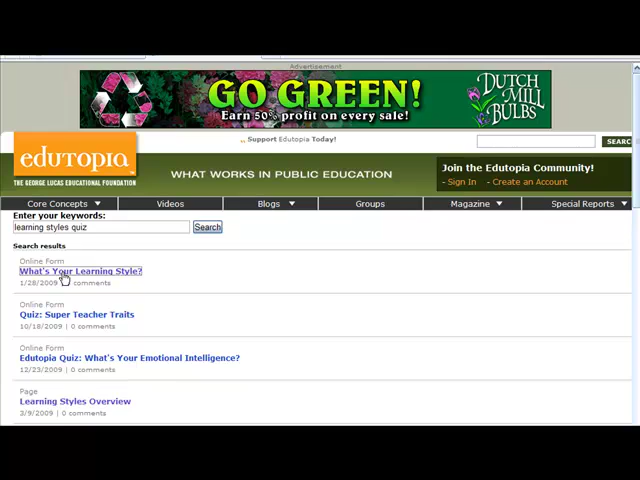 Advertisement
GO GREEN!
Earn 50% profit on every sale!
DUTCH
MILL
BULBS
Support Edutopia Today!
SEARC
edutopia
THE GEORGE LUCAS EDUCATIONAL FOUNDATION
WHAT WORKS IN PUBLIC EDUCATION
Join the Edutopia Community!
- Sign In - Create an Account
Core Concepts Videos Blogs Groups Magazine Special Reports
Enter your keywords:
learning styles quiz Search
Search results
Online Form
What's Your Learning Style?
1/28/2009 comments
Online Form
Quiz: Super Teacher Traits
10/18/2009 | 0 comments
Online Form
Edutopia Quiz: What's Your Emotional Intelligence?
12/23/2009 | 0 comments
Page
Learning Styles Overview
3/9/2009 | 0 comments